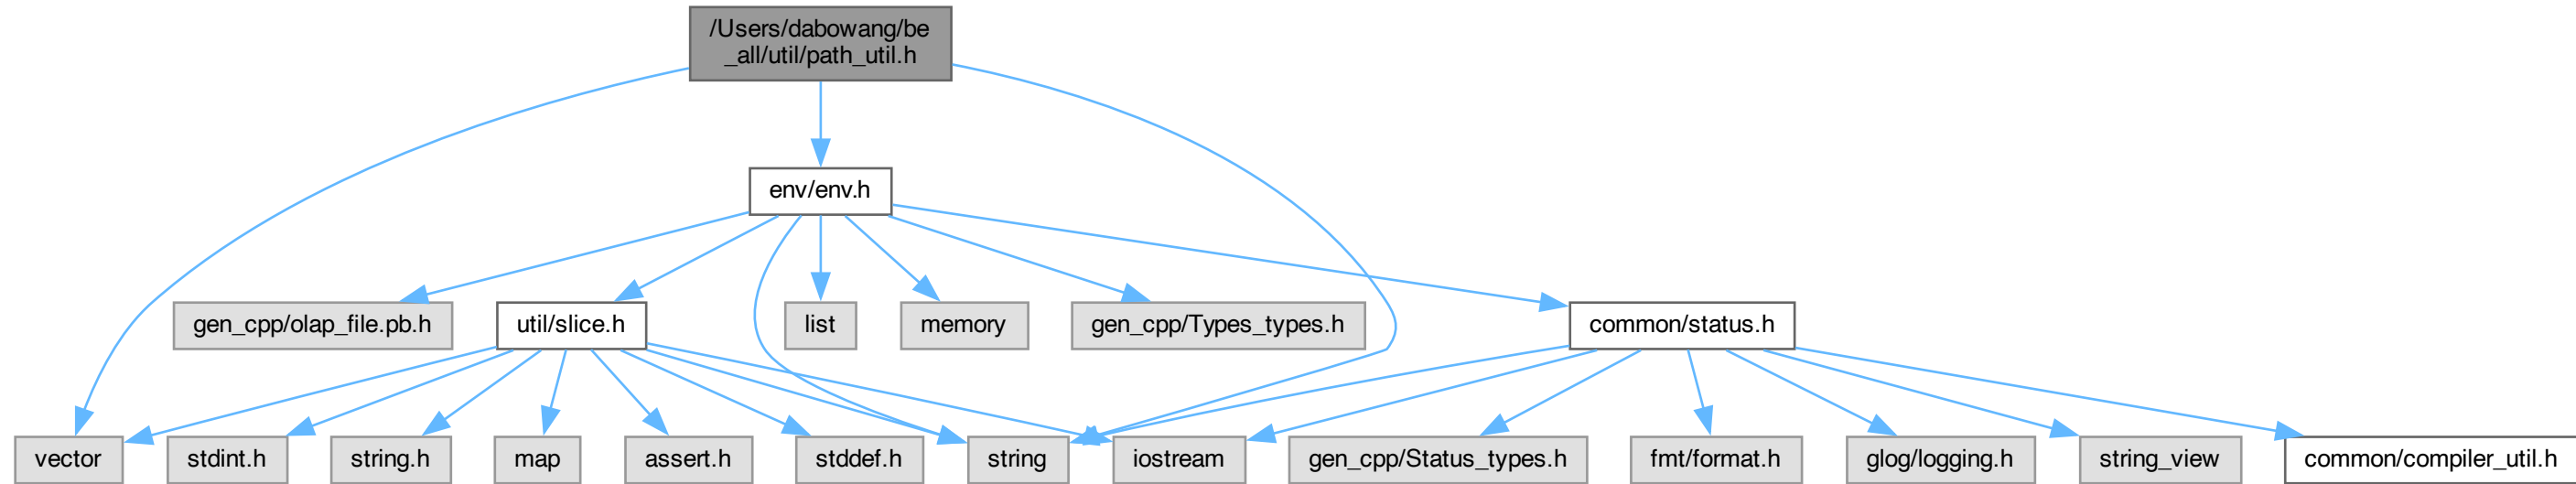 /Users/dabowang/be
_all/util/path_util.h
env/env.h
gen_cpp/olap_file.pb.h
util/slice.h
list
memory
gen_cpp/Types_types.h
common/status.h
vector
stdint.h
string.h
map
assert.h
stddef.h
string
iostream
gen_cpp/Status_types.h
fmt/format.h
glog/logging.h
string_view
common/compiler_util.h